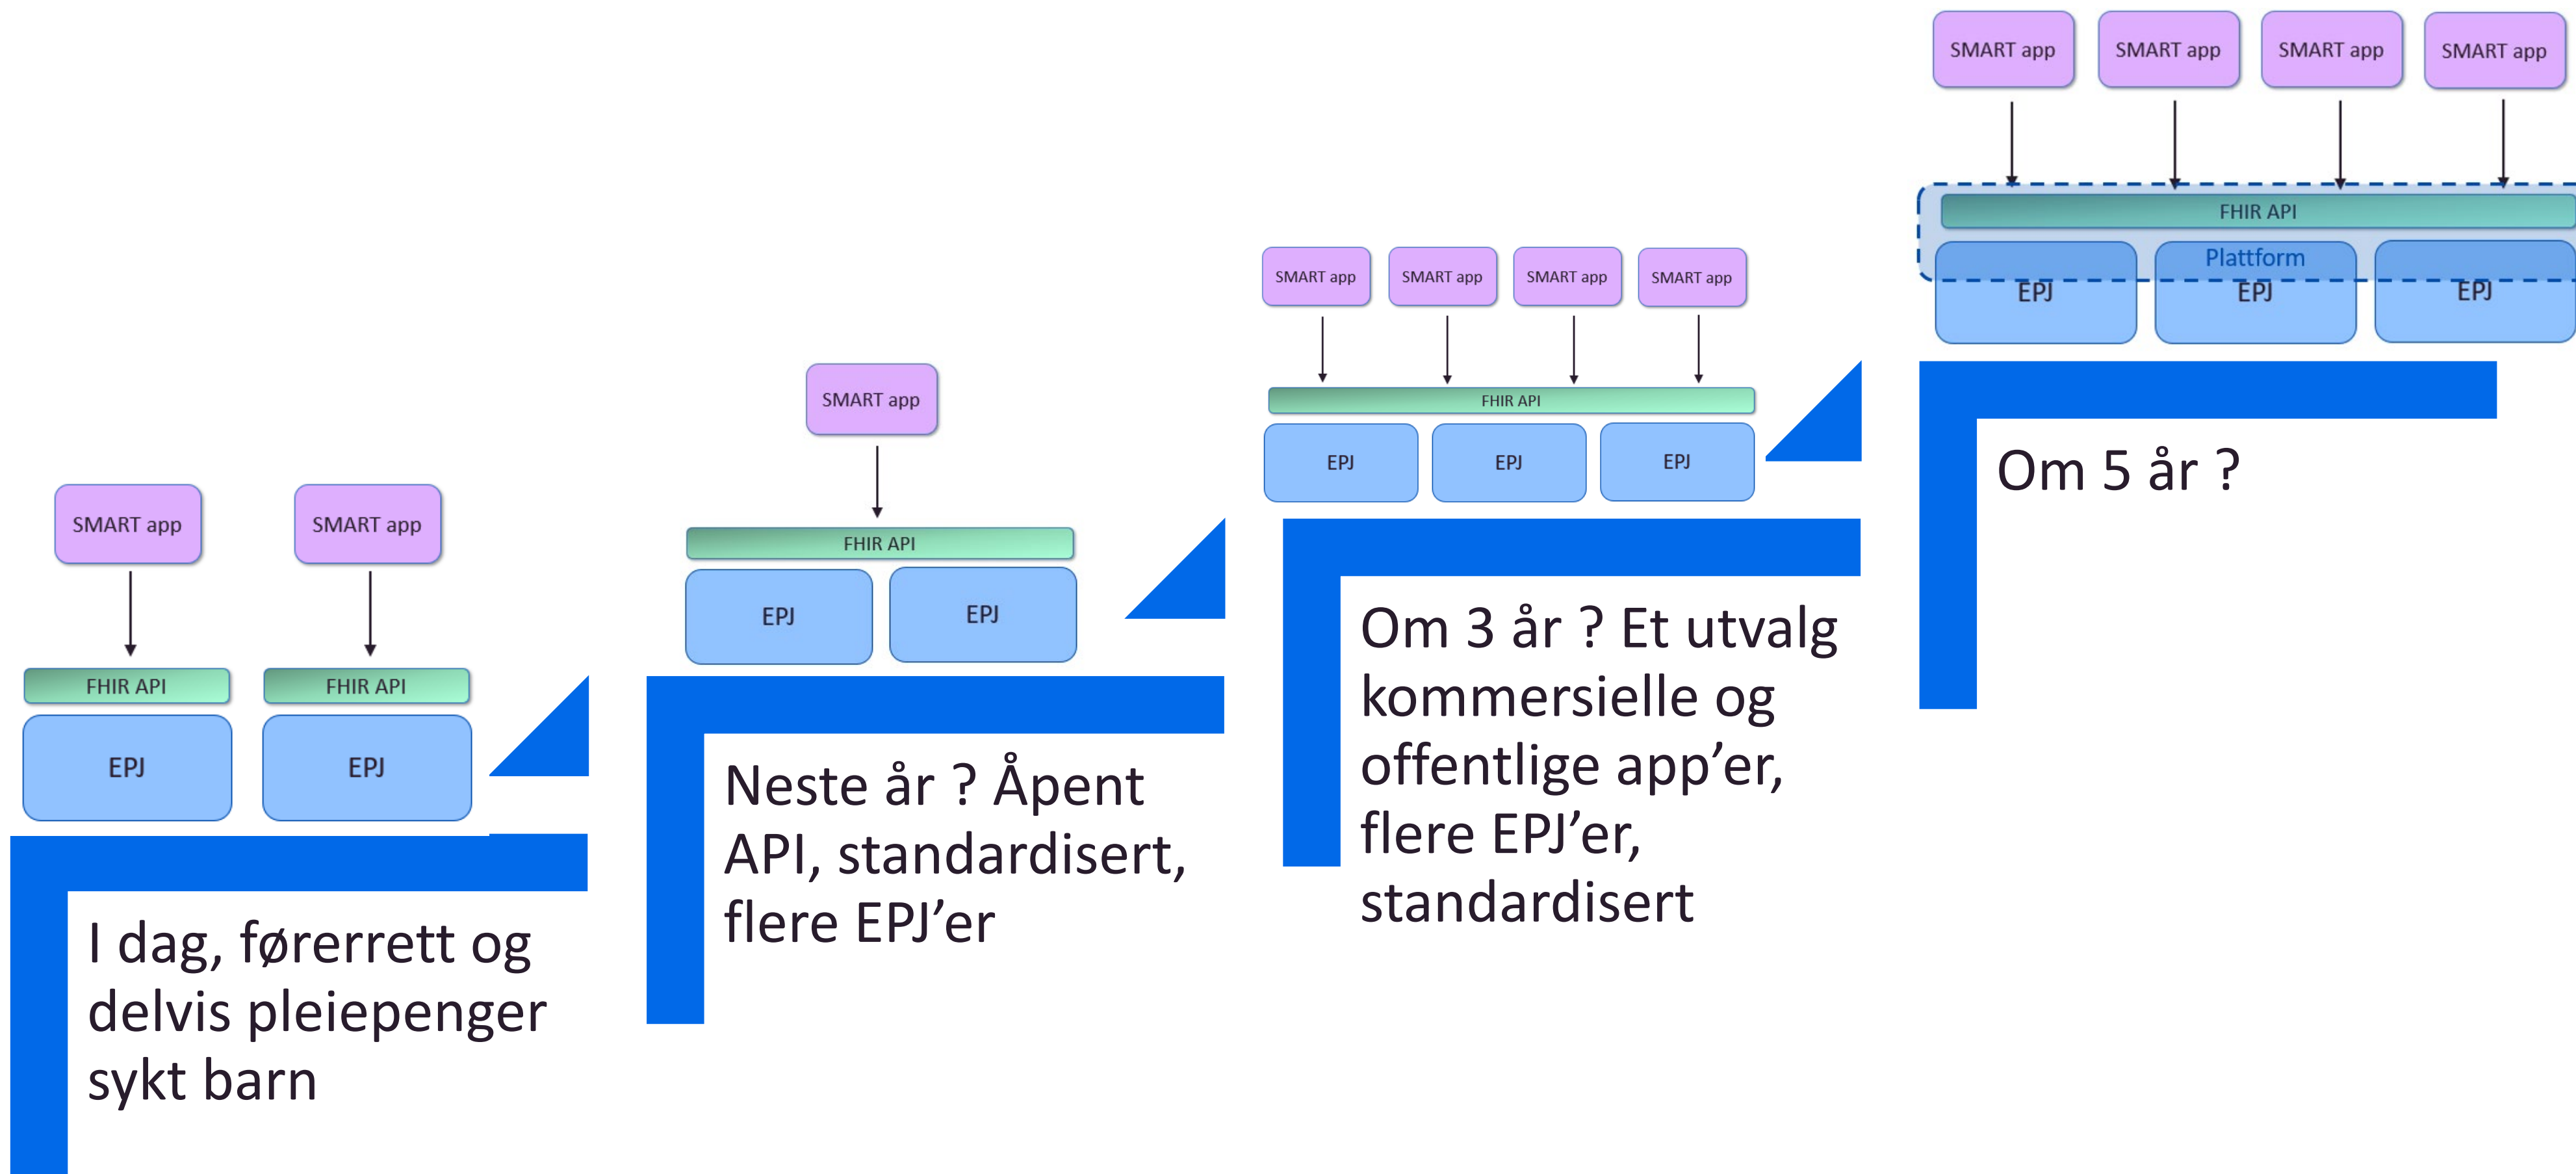 SMART app
SMART app
FHIR API
FHIR API
EPJ
EPJ
I dag, førerrett og
delvis pleiepenger
sykt barn
SMART app
FHIR API
EPJ
EPJ
Neste år ? Åpent
API, standardisert,
flere EPJ’er
SMART app
SMART app
SMART app
SMART app
FHIR API
EPJ
EPJ
EPJ
Om 3 år ? Et utvalg
kommersielle og
offentlige app’er,
flere EPJ’er,
standardisert
SMART app
SMART app
SMART app
SMART app
FHIR API
Plattform
EPJ
EPJ
EPJ
Om 5 år ?